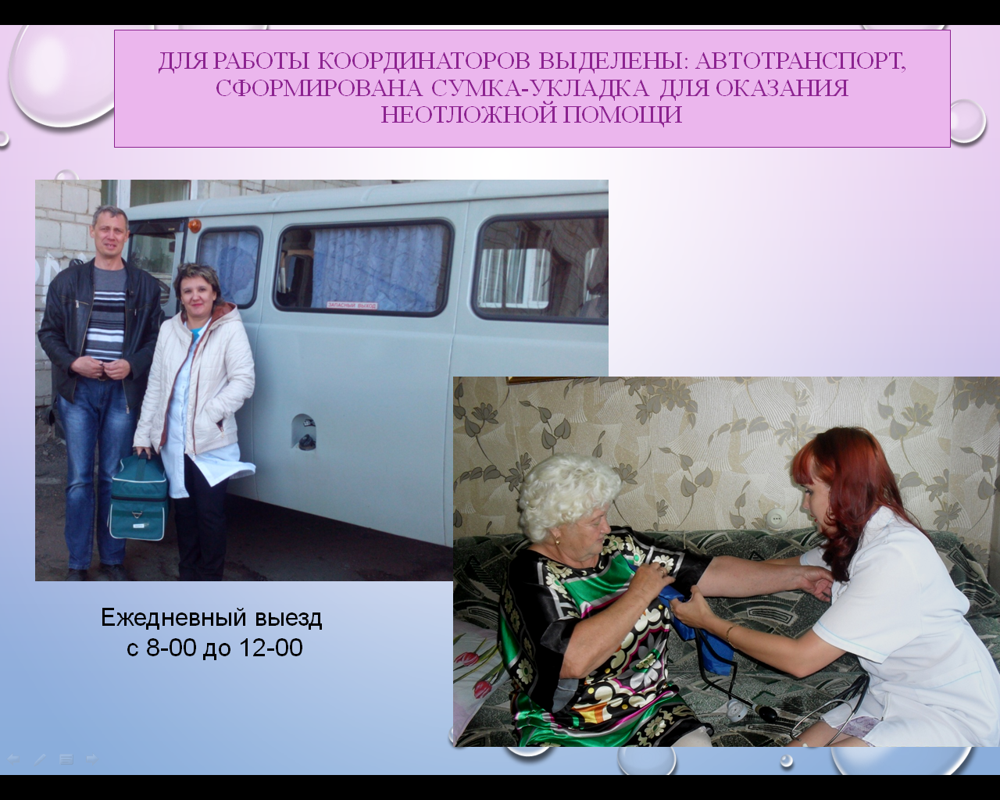 ДЛЯ РАБОТЫ КООРДИНАТОРОВ ВЫДЕЛЕНЫ: АВТОТРАНСПОРТ,
СФОРМИРОВАНА СУМКА-УКЛАДКА ДЛЯ ОКАЗАНИЯ
НЕОТЛОЖНОЙ ПОМОЩИ
ЗАПАСНЫЙ ВЫХОД
Ежедневный выезд
с 8-00 до 12-00